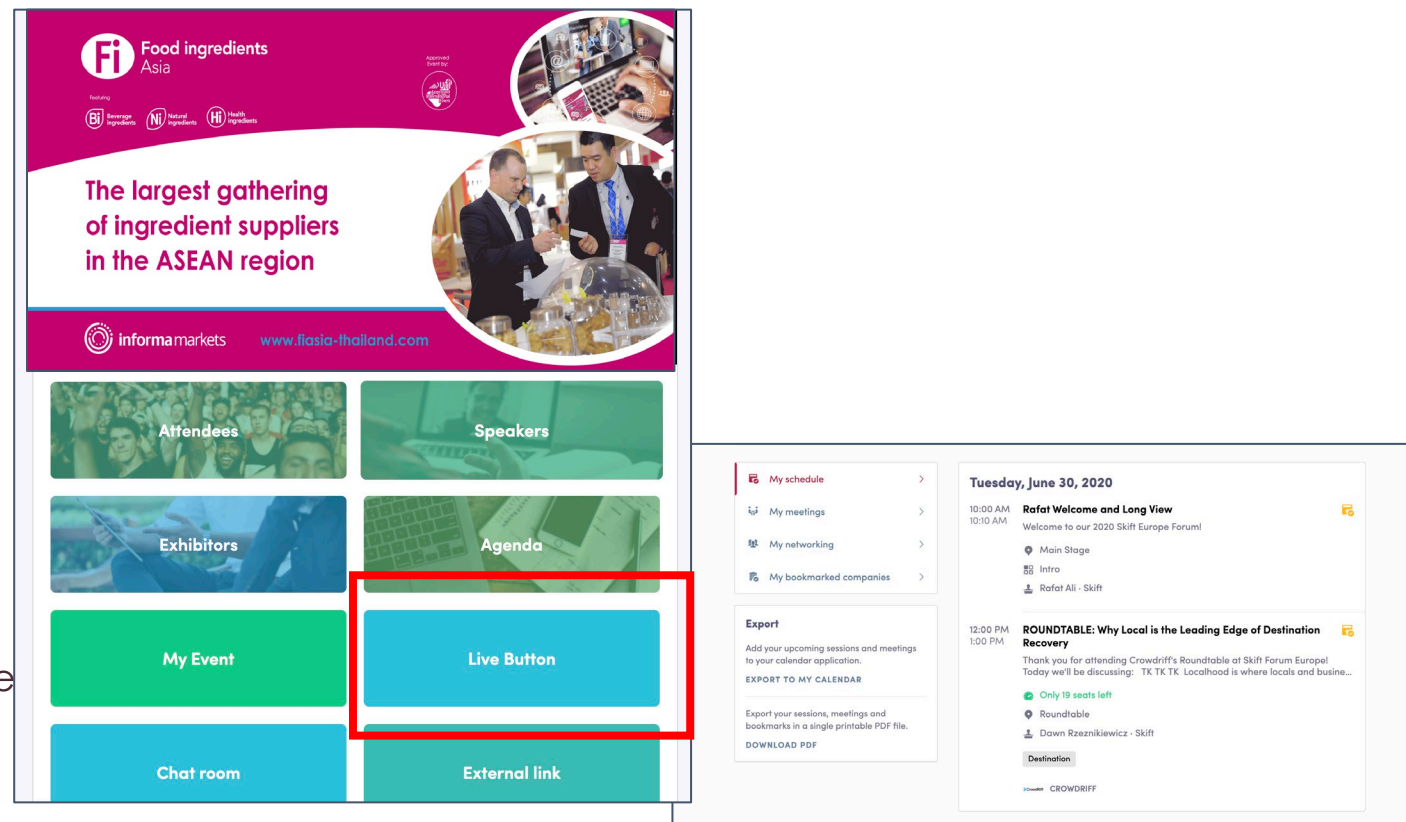 Fi Food ingredients
Asia
Featuring
Bi Beverage ingredients Ni Natural ingredients Hi Health ingredients
Approved
Event by:
ufi
The largest gathering
of ingredient suppliers
in the ASEAN region
informamarkets www.fiasia-thailand.com
Attendees Speakers
Exhibitors Agenda
My Event Live Button
e
Chat room External link
My schedule
My meetings
My networking
My bookmarked companies
Export
Add your upcoming sessions and meetings
to your calendar application.
EXPORT TO MY CALENDAR
Export your sessions, meetings and
bookmarks in a single printable PDF file.
DOWNLOAD PDF
Tuesday, June 30, 2020
10:00 AM Rafat Welcome and Long View
10:10 AM Welcome to our 2020 Skift Europe Forum!
Main Stage
Intro
Rafat Ali · Skift
12:00 PM ROUNDTABLE: Why Local is the Leading Edge of Destination
1:00 PM Recovery
Thank you for attending Crowdriff's Roundtable at Skift Forum Europe!
Today we'll be discussing: TK TK TK Localhood is where locals and busine...
Only 19 seats left
Roundtable
Dawn Rzeznikiewicz · Skift
Destination
CrowdRiff CROWDRIFF